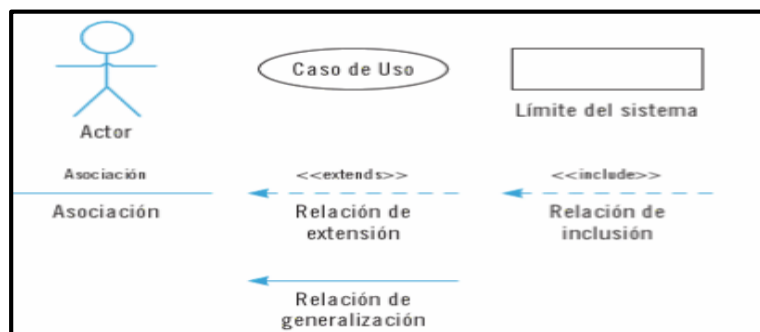 Caso de Uso
Límite del sistema
Actor
Asociación
<<extends>>
<<include>>
Asociación
Relación de
extensión
Relación de
inclusión
Relación de
generalización